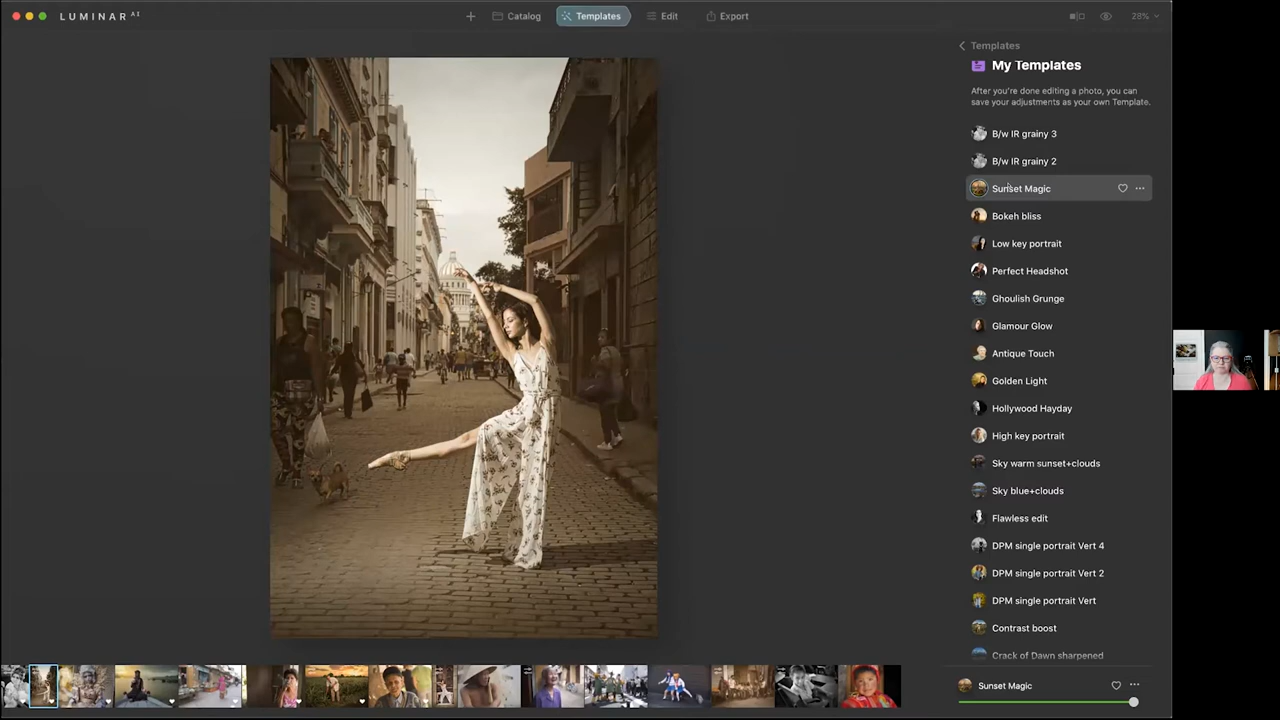 LUMINAR AI
Catalog
Templates
Edit
Export
28%
Templates
My Templates
After you're done editing a photo, you can
save your adjustments as your own Template.
B/w IR grainy 3
B/w IR grainy 2
Sunset Magic
Bokeh bliss
Low key portrait
Perfect Headshot
Ghoulish Grunge
Glamour Glow
Antique Touch
Golden Light
Hollywood Hayday
High key portrait
Sky warm sunset+clouds
Sky blue+clouds
Flawless edit
DPM single portrait Vert 4
DPM single portrait Vert 2
DPM single portrait Vert
Contrast boost
Crack of Dawn sharpened
Sunset Magic